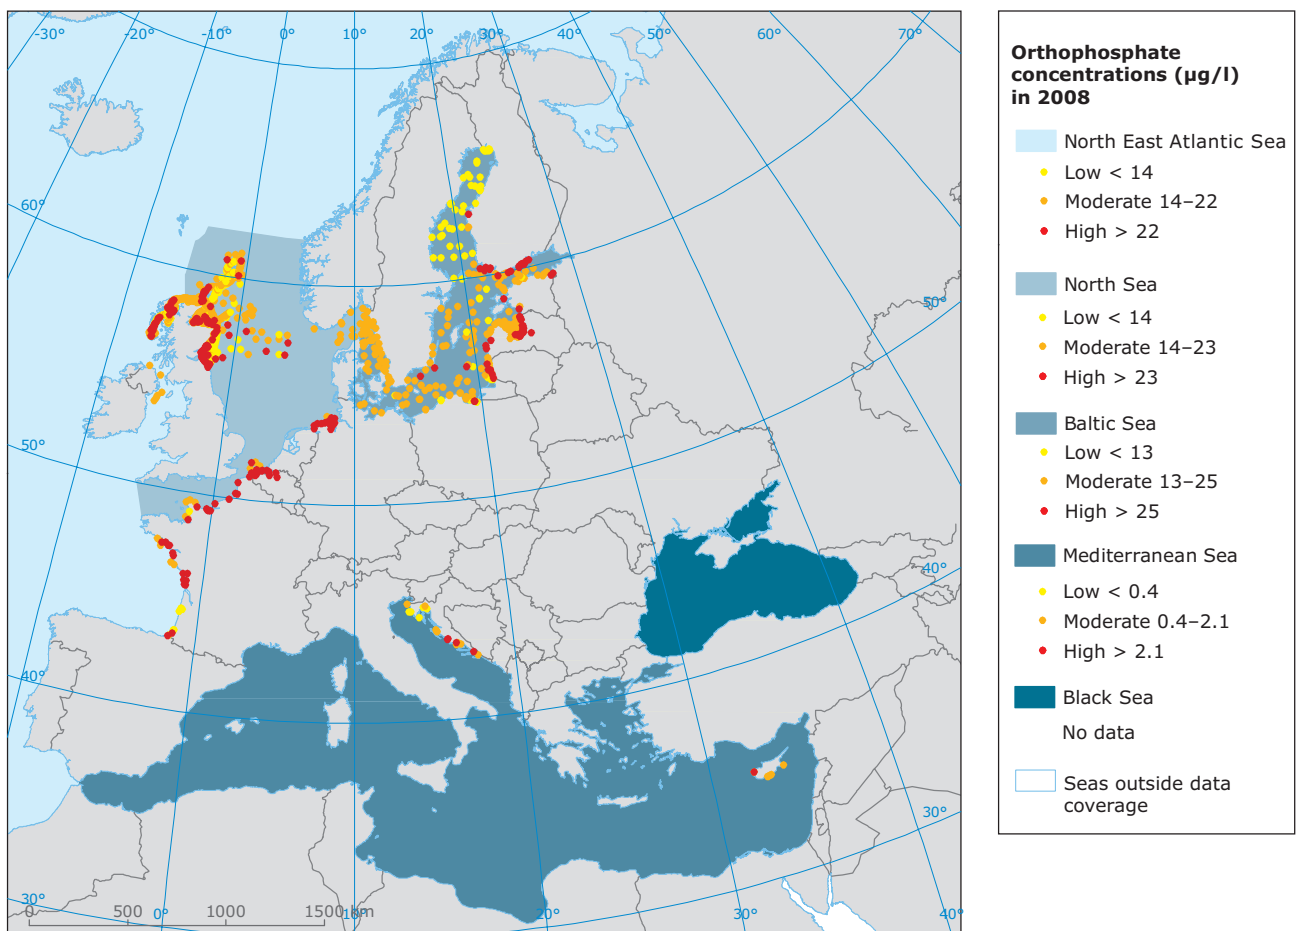 -30°
-20°
-10°
0°
10°
20°
30°
40°
50°
60°
70°
60°
50°
50°
40°
40°
30°
30°
0 500 1000 1500 km
0°
10°
20°
30°
40°
Orthophosphate
concentrations (µg/l)
in 2008
North East Atlantic Sea
Low < 14
Moderate 14–22
High > 22
North Sea
Low < 14
Moderate 14–23
High > 23
Baltic Sea
Low < 13
Moderate 13–25
High > 25
Mediterranean Sea
Low < 0.4
Moderate 0.4–2.1
High > 2.1
Black Sea
No data
Seas outside data
coverage